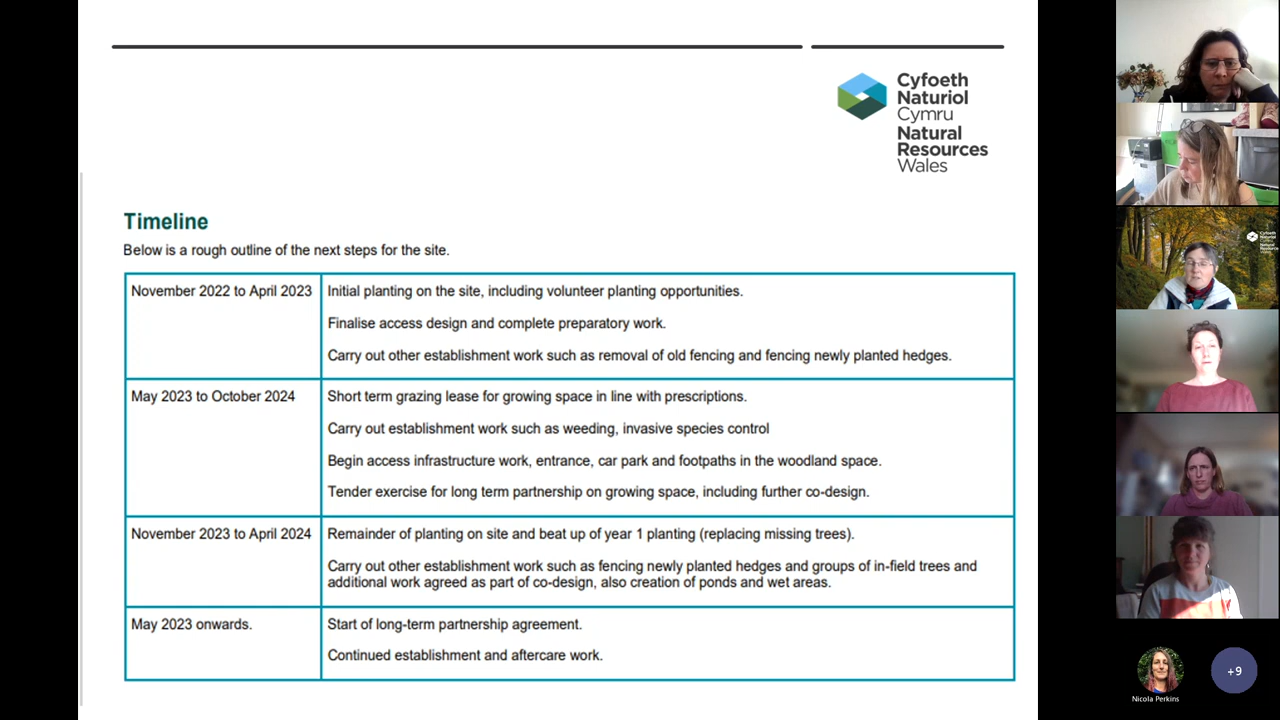 Cyfoeth
Naturiol
Cymru
Natural
Resources
Wales
Timeline
Below is a rough outline of the next steps for the site.
November 2022 to April 2023
Initial planting on the site, including volunteer planting opportunities.
Finalise access design and complete preparatory work.
Carry out other establishment work such as removal of old fencing and fencing newly planted hedges.
May 2023 to October 2024
Short term grazing lease for growing space in line with prescriptions.
Carry out establishment work such as weeding, invasive species control
Begin access infrastructure work, entrance, car park and footpaths in the woodland space.
Tender exercise for long term partnership on growing space, including further co-design.
November 2023 to April 2024
Remainder of planting on site and beat up of year 1 planting (replacing missing trees).
Carry out other establishment work such as fencing newly planted hedges and groups of in-field trees and
additional work agreed as part of co-design, also creation of ponds and wet areas.
May 2023 onwards.
Start of long-term partnership agreement.
Continued establishment and aftercare work.
Cyfoeth
Naturiol
Cymru
Natural
Resources
Wales
Nicola Perkins
+9